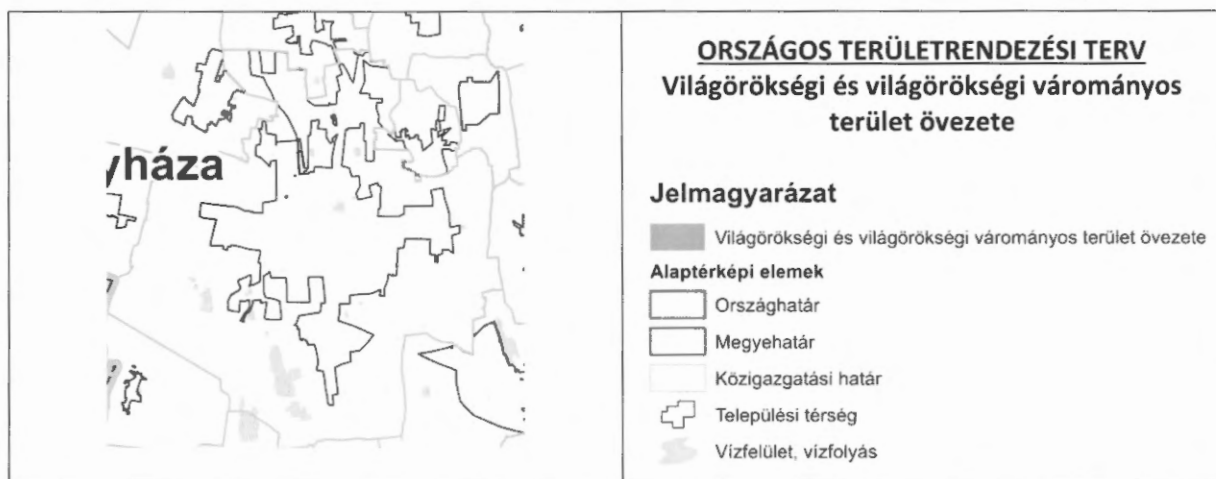 yháza
ORSZÁGOS TERÜLETRENDEZÉSI TERV
Világörökségi és világörökségi várományos
terület övezete
Jelmagyarázat
Világörökségi és világörökségi várományos terület övezete
Alaptérképi elemek
Országhatár
Megyehatár
Közigazgatási határ
Települési térség
Vízfelület, vízfolyás